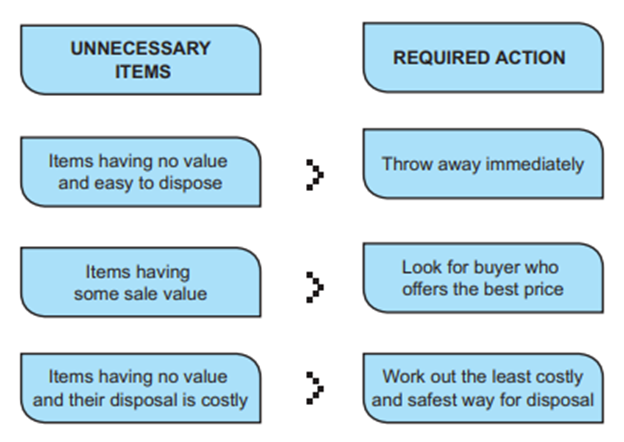 UNNECESSARY
ITEMS
REQUIRED ACTION
Items having no value
and easy to dispose
Throw away immediately
Items having
some sale value
Look for buyer who
offers the best price
Items having no value
and their disposal is costly
Work out the least costly
and safest way for disposal